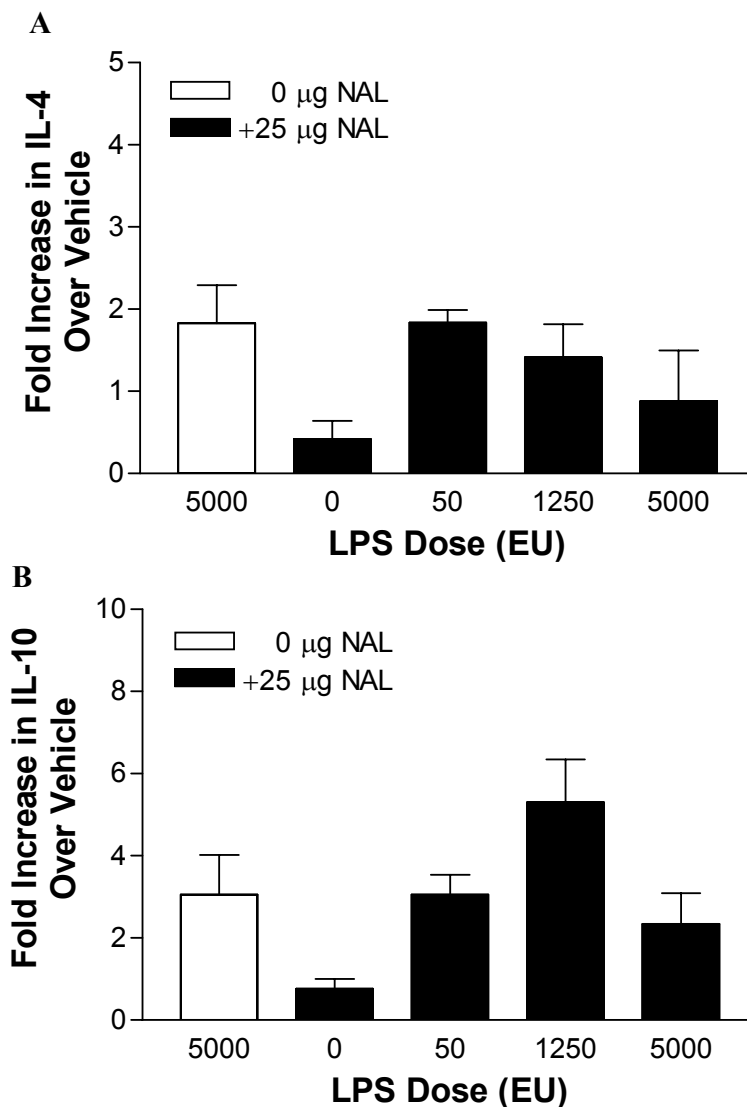 A
Fold Increase in IL-4
Over Vehicle
5
4
3
2
1
0
0 μg NAL
+25 μg NAL
5000 0 50 1250 5000
LPS Dose (EU)
B
Fold Increase in IL-10
Over Vehicle
10
8
6
4
2
0
0 μg NAL
+25 μg NAL
5000 0 50 1250 5000
LPS Dose (EU)